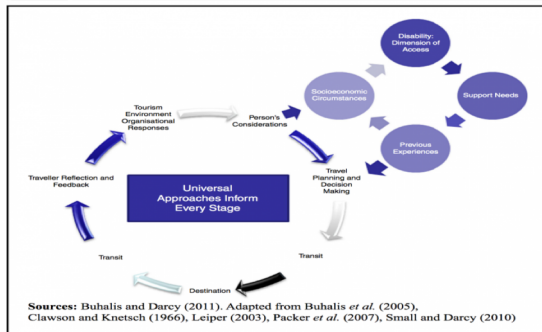 Disability:
Dimension of
Access
Socioeconomic
Circumstances
Support Needs
Tourism
Environment
Organisational
Responses
Person's
Considerations
Previous
Experiences
Traveller Reflection and
Feedback
Universal
Approaches Inform
Every Stage
Travel
Planning and
Decision
Making
Transit
Transit
Destination
Sources: Buhalis and Darcy (2011). Adapted from Buhalis et al. (2005),
Clawson and Knetsch (1966), Leiper (2003), Packer et al. (2007), Small and Darcy (2010)